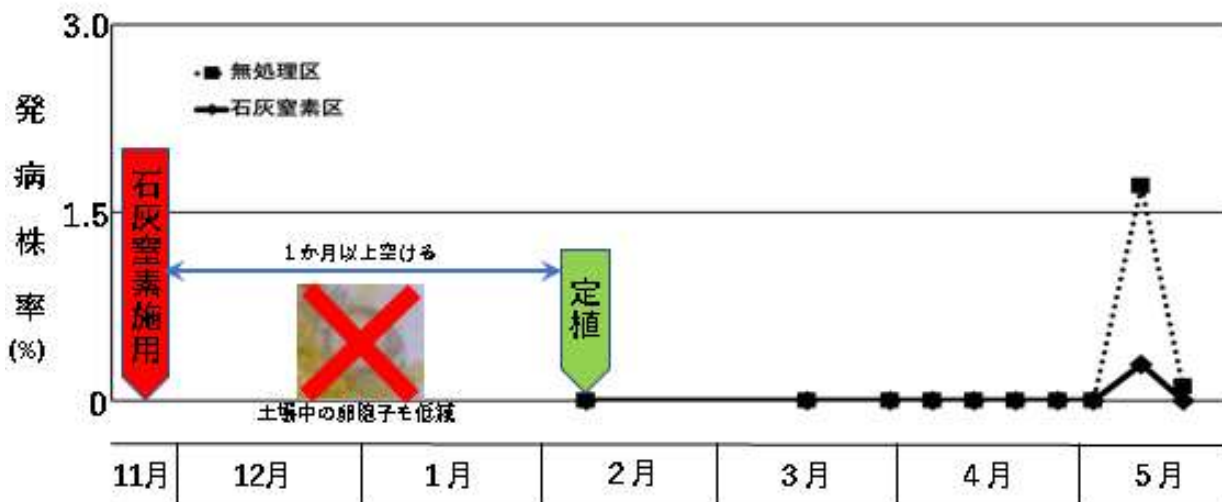 3.0
無処理区
石灰窒素区
発病株率
(%)
1.5
石灰窒素施用
1か月以上空ける
定植
0
土壌中の卵胞子も低減
11月 12月 1月 2月 3月 4月 5月